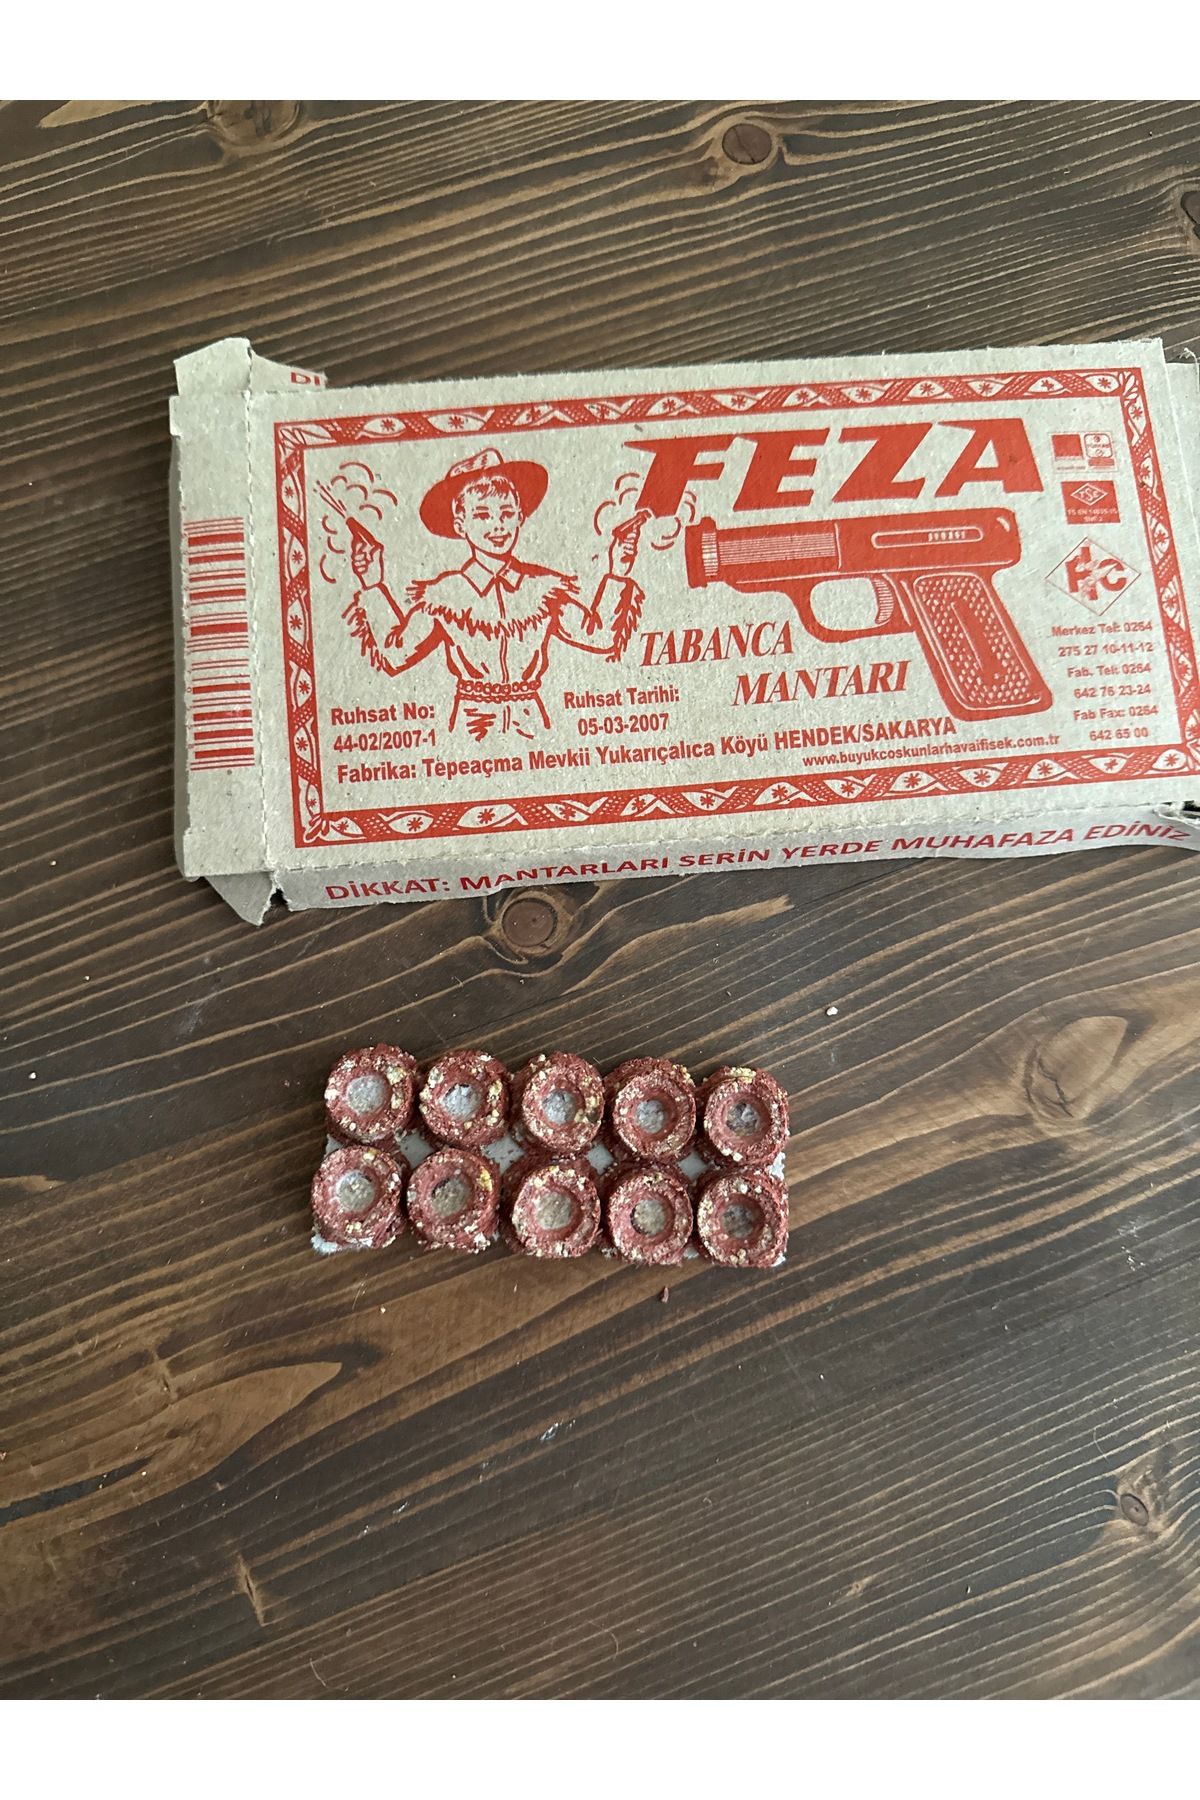 FEZA
TABANCA
MANTARI
Ruhsat No:
44-02/2007-1
Ruhsat Tarihi:
05-03-2007
Fabrika: Tepeaçma Mevkii Yukarıçalıca Köyü HENDEK/SAKARYA
www.buyukcoskunlarhavaifisek.com.tr
TSE
Merkez Tel: 0264
275 27 10-11-12
Fab. Tel: 0264
642 76 23-24
Fab Fax: 0264
642 65 00
DİKKAT: MANTARLARI SERİN YERDE MUHAFAZA EDİNİZ
Dİ